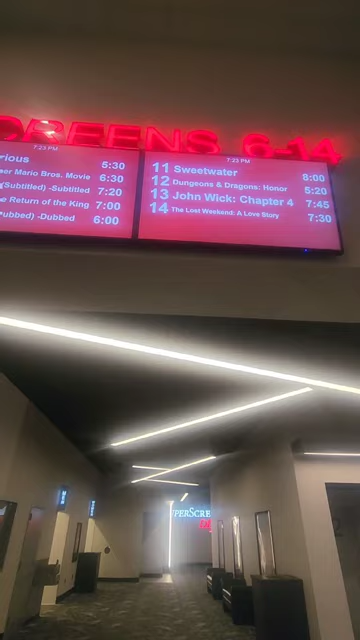 SCREENS 6-14
7:23 PM
rious 5:30
per Mario Bros. Movie 6:30
(Subtitled) -Subtitled 7:20
e Return of the King 7:00
ubbed) -Dubbed 6:00
7:23 PM
11 Sweetwater 8:00
12 Dungeons & Dragons: Honor 5:20
13 John Wick: Chapter 4 7:45
14 The Lost Weekend: A Love Story 7:30
PERSCRE